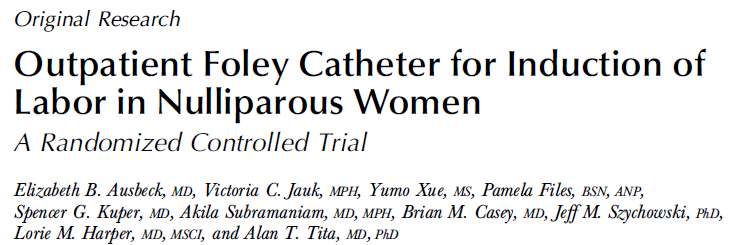 Original Research
Outpatient Foley Catheter for Induction of
Labor in Nulliparous Women
A Randomized Controlled Trial
Elizabeth B. Ausbeck, MD, Victoria C. Jauk, MPH, Yumo Xue, MS, Pamela Files, BSN, ANP,
Spencer G. Kuper, MD, Akila Subramaniam, MD, MPH, Brian M. Casey, MD, Jeff M. Szychowski, PhD,
Lorie M. Harper, MD, MSCI, and Alan T. Tita, MD, PhD